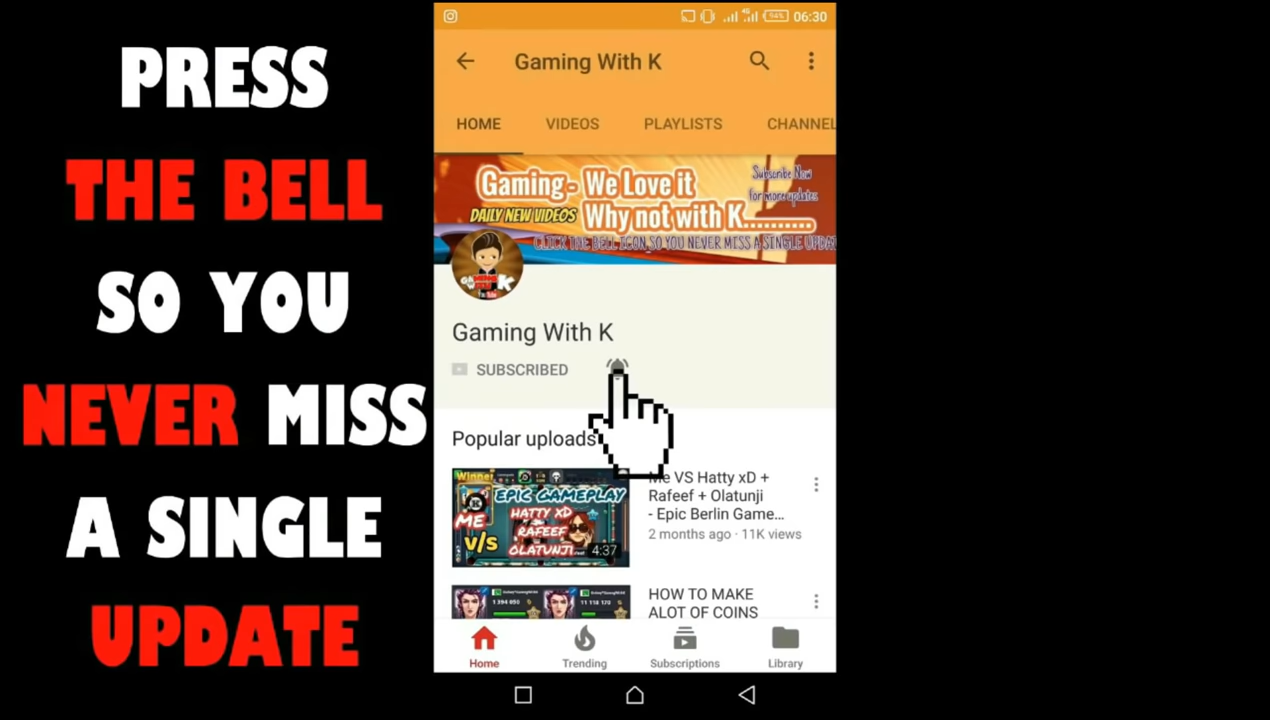 PRESS
THE BELL
SO YOU
NEVER MISS
A SINGLE
UPDATE
4G 94% 06:30
Gaming With K
HOME VIDEOS PLAYLISTS CHANNEL
Gaming - We Love it
Why not with K..........
DAILY NEW VIDEOS
Subscribe Now
for more updates
CLICK THE BELL ICON SO YOU NEVER MISS A SINGLE UPDAT
Gaming With K
SUBSCRIBED
Popular uploads
Winner
EPIC GAMEPLAY
ME
V/S
HATTY XD
RAFEEF
OLATUNJI
4:37
Me VS Hatty xD +
Rafeef + Olatunji
- Epic Berlin Game...
2 months ago · 11K views
HOW TO MAKE
ALOT OF COINS
Home Trending Subscriptions Library